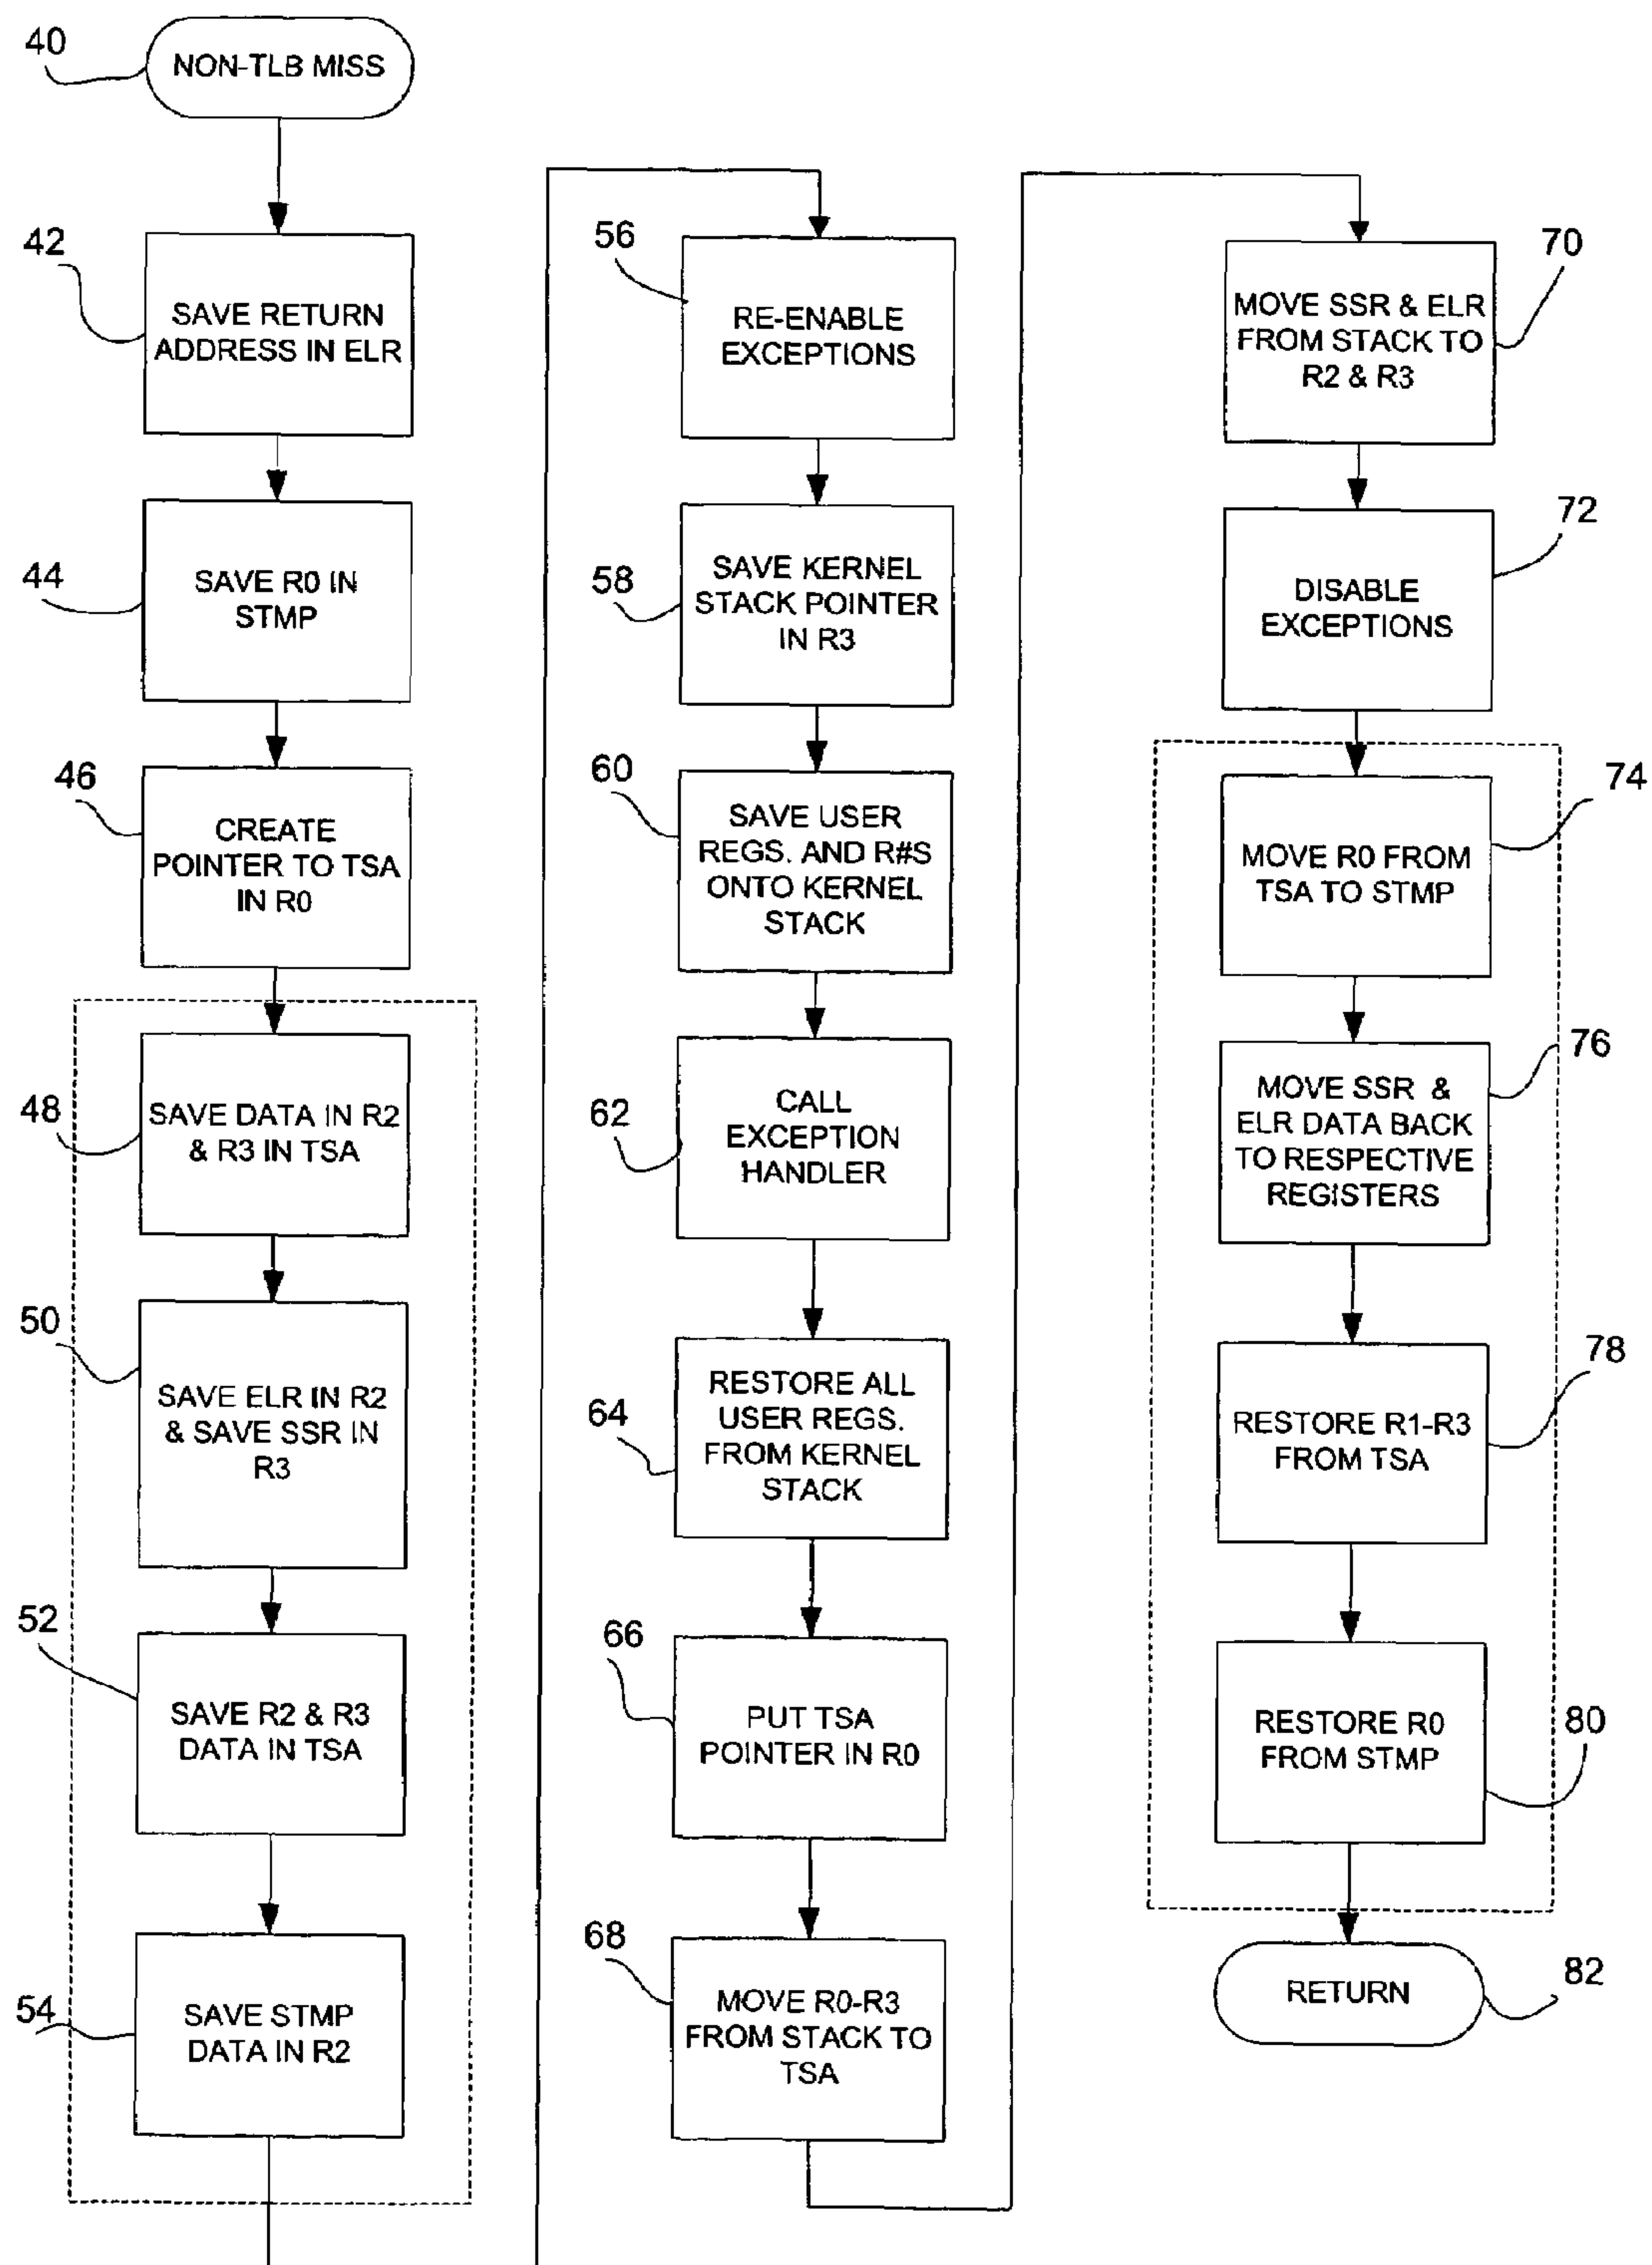 40
NON-TLB MISS
42
SAVE RETURN
ADDRESS IN ELR
44
SAVE R0 IN
STMP
46
CREATE
POINTER TO TSA
IN R0
48
SAVE DATA IN R2
& R3 IN TSA
50
SAVE ELR IN R2
& SAVE SSR IN
R3
52
SAVE R2 & R3
DATA IN TSA
54
SAVE STMP
DATA IN R2
56
RE-ENABLE
EXCEPTIONS
58
SAVE KERNEL
STACK POINTER
IN R3
60
SAVE USER
REGS. AND R#S
ONTO KERNEL
STACK
62
CALL
EXCEPTION
HANDLER
64
RESTORE ALL
USER REGS.
FROM KERNEL
STACK
66
PUT TSA
POINTER IN R0
68
MOVE R0-R3
FROM STACK TO
TSA
70
MOVE SSR & ELR
FROM STACK TO
R2 & R3
72
DISABLE
EXCEPTIONS
74
MOVE R0 FROM
TSA TO STMP
76
MOVE SSR &
ELR DATA BACK
TO RESPECTIVE
REGISTERS
78
RESTORE R1-R3
FROM TSA
80
RESTORE R0
FROM STMP
82
RETURN